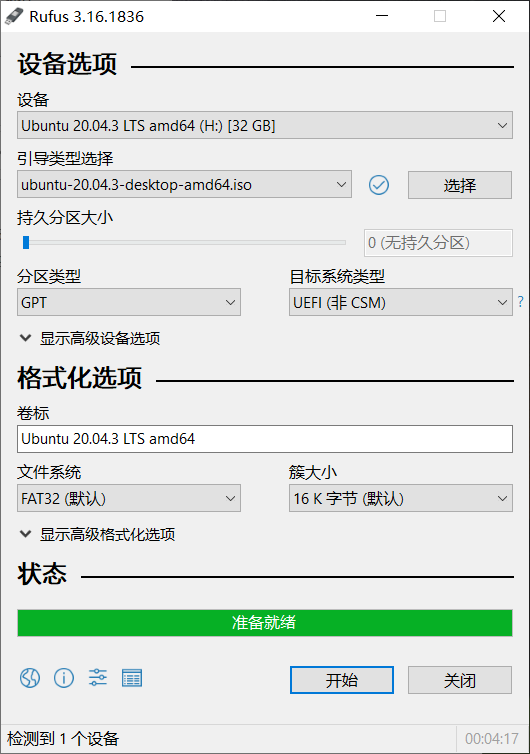 Rufus 3.16.1836
设备选项
设备
Ubuntu 20.04.3 LTS amd64 (H:) [32 GB]
引导类型选择
ubuntu-20.04.3-desktop-amd64.iso
选择
持久分区大小
0 (无持久分区)
分区类型
目标系统类型
GPT
UEFI (非 CSM)
?
显示高级设备选项
格式化选项
卷标
Ubuntu 20.04.3 LTS amd64
文件系统
簇大小
FAT32 (默认)
16 K 字节 (默认)
显示高级格式化选项
状态
准备就绪
开始
关闭
检测到 1 个设备
00:04:17